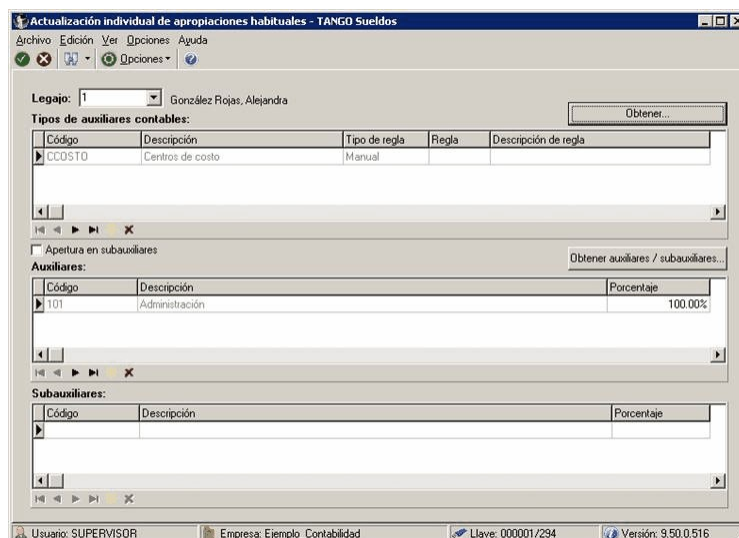 Actualización individual de apropiaciones habituales - TANGO Sueldos
Archivo Edición Ver Opciones Ayuda
Opciones
Legajo: 1 González Rojas, Alejandra
Obtener...
Tipos de auxiliares contables:
Código Descripción Tipo de regla Regla Descripción de regla
CCOSTO Centros de costo Manual
Apertura en subauxiliares
Obtener auxiliares / subauxiliares...
Auxiliares:
Código Descripción Porcentaje
101 Administración 100.00%
Subauxiliares:
Código Descripción Porcentaje
Usuario: SUPERVISOR Empresa: Ejemplo Contabilidad Llave: 000001/294 Versión: 9.50.0.516